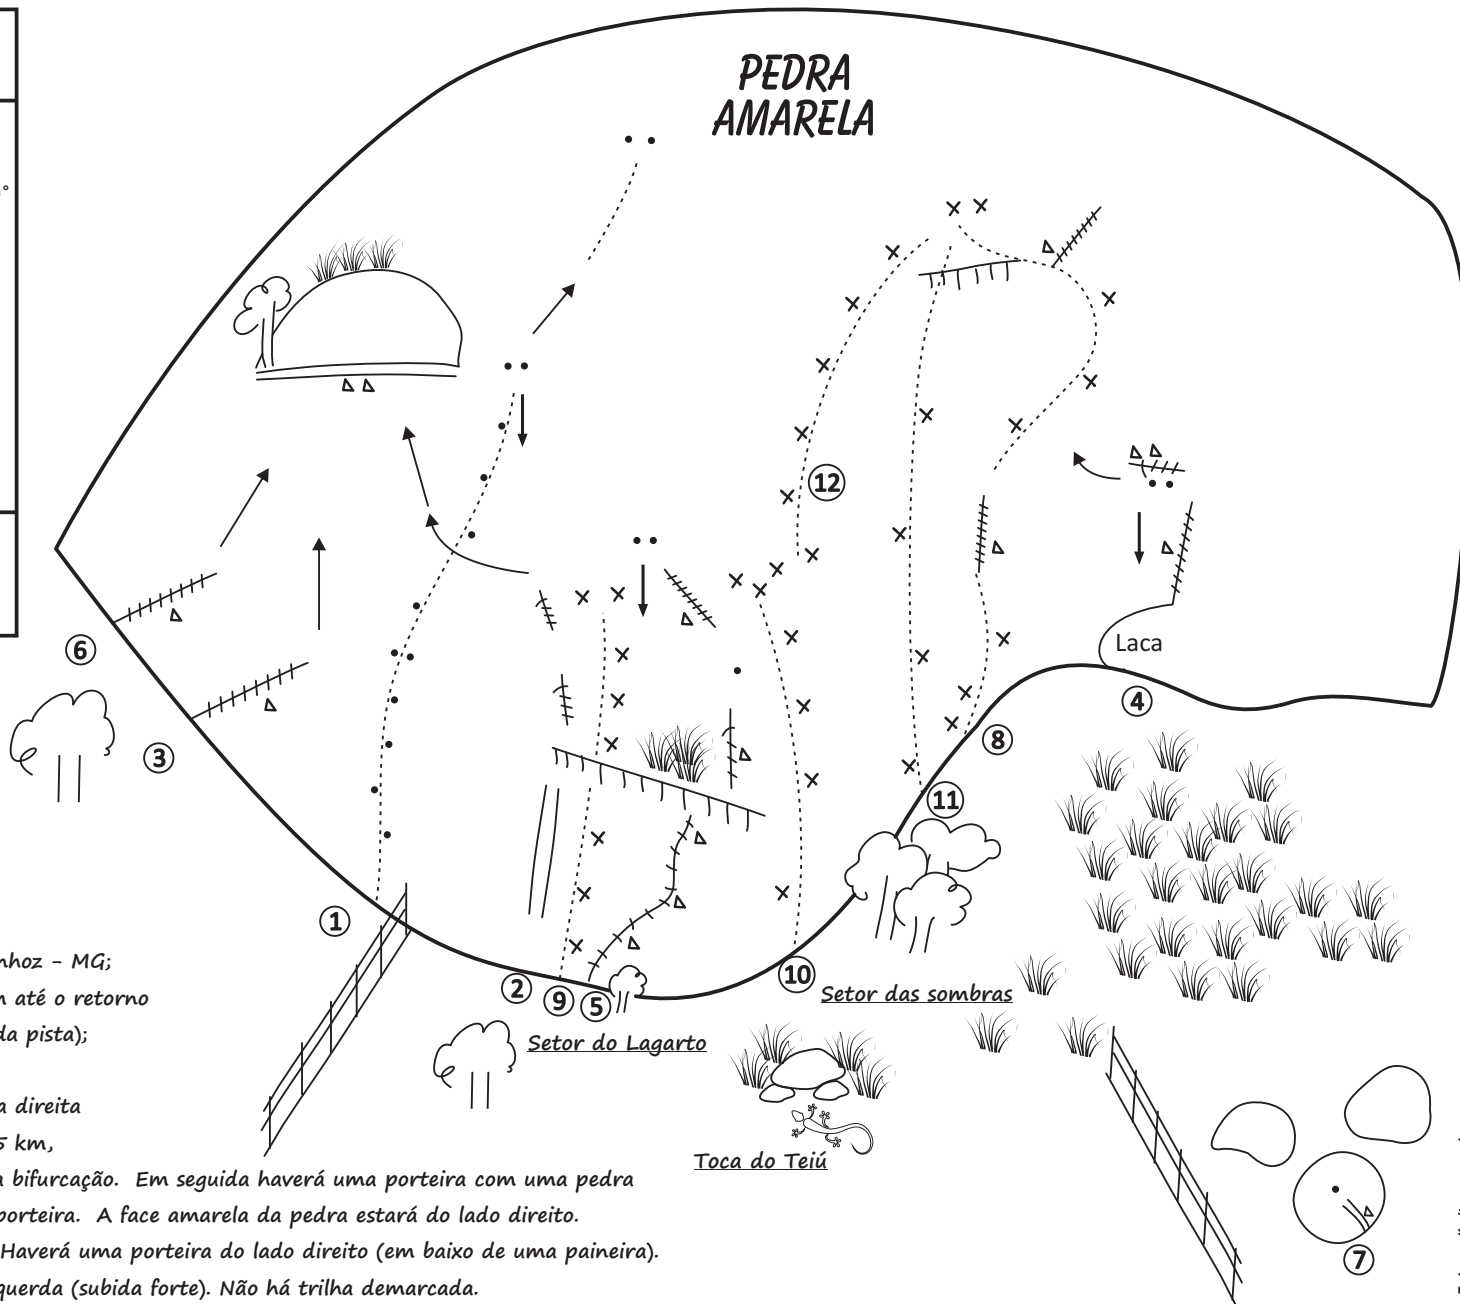 PEDRA
AMARELA
12
Laca
6
4
3
8
11
1
2
9
5
10
Setor das sombras
Setor do Lagarto
Toca do Teiú
7
nhoz - MG;
até o retorno
da pista);
direita
km,
bifurcação. Em seguida haverá uma porteira com uma pedra
porteira. A face amarela da pedra estará do lado direito.
Haverá uma porteira do lado direito (em baixo de uma paineira).
querda (subida forte). Não há trilha demarcada.